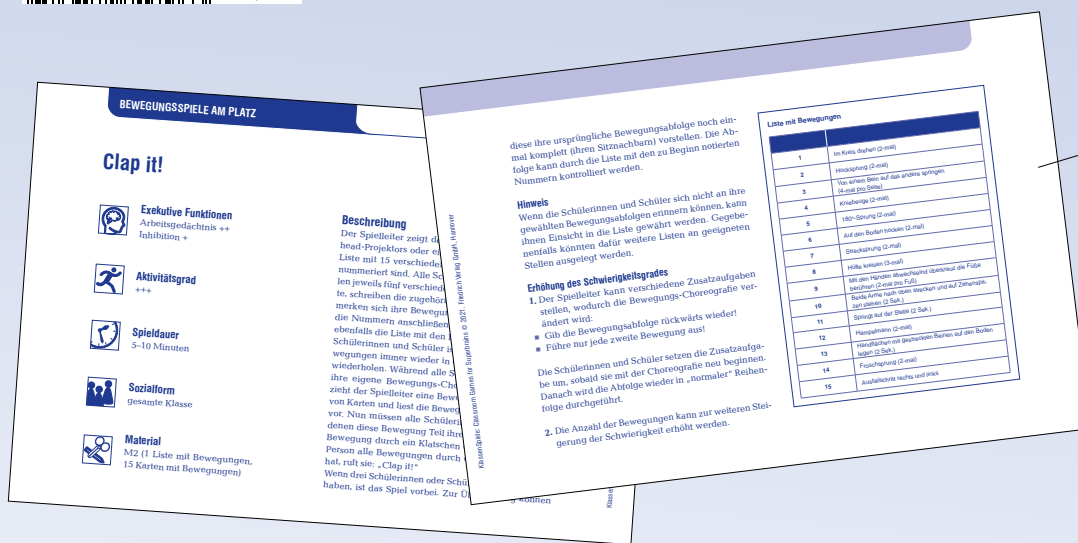 BEWEGUNGSSPIELE AM PLATZ
Clap it!
Exekutive Funktionen
Arbeitsgedächtnis ++
Inhibition +
Aktivitätsgrad
+++
Spieldauer
5–10 Minuten
Sozialform
gesamte Klasse
Material
M2 (1 Liste mit Bewegungen,
15 Karten mit Bewegungen)
Beschreibung
Der Spielleiter zeigt
head-Projektors oder
Liste mit 15
nummeriert sind. Alle
len jeweils fünf
te, schreiben die
merken sich ihre
die Nummern
ebenfalls die Liste mit den
Schülerinnen und Schüler
wegungen immer wieder in
wiederholen. Während alle
ihre eigene
zieht der Spielleiter eine
von Karten und liest die
vor. Nun müssen alle
denen diese Bewegung Teil
Bewegung durch ein Klatschen
Person alle Bewegungen durch
hat, ruft sie: „Clap it!“
Wenn drei Schülerinnen oder
haben, ist das Spiel vorbei. Zur
können
KlassenSpiele: Classroom Games for Superbrains © 2021. Friedrich Verlag GmbH, Hannover
diese ihre ursprüngliche Bewegungsabfolge noch ein-
mal komplett (ihren Sitznachbarn) vorstellen. Die Ab-
folge kann durch die Liste mit den zu Beginn notierten
Nummern kontrolliert werden.
Hinweis
Wenn die Schülerinnen und Schüler sich nicht an ihre
gewählten Bewegungsabfolgen erinnern können, kann
ihnen Einsicht in die Liste gewährt werden. Gegebe-
nenfalls könnten dafür weitere Listen an geeigneten
Stellen ausgelegt werden.
Erhöhung des Schwierigkeitsgrades
1. Der Spielleiter kann verschiedene Zusatzaufgaben
stellen, wodurch die Bewegungs-Choreografie ver-
ändert wird:
■ Gib die Bewegungsabfolge rückwärts wieder!
■ Führe nur jede zweite Bewegung aus!
Die Schülerinnen und Schüler setzen die Zusatzaufga-
be um, sobald sie mit der Choreografie neu beginnen.
Danach wird die Abfolge wieder in „normaler“ Reihen-
folge durchgeführt.
2. Die Anzahl der Bewegungen kann zur weiteren Stei-
gerung der Schwierigkeit erhöht werden.
Liste mit Bewegungen
1 Im Kreis drehen (2-mal)
2 Hocksprung (2-mal)
3 Von einem Bein auf das andere springen
(4-mal pro Seite)
4 Kniebeuge (2-mal)
5 180°-Sprung (2-mal)
6 Auf den Boden hocken (2-mal)
7 Strecksprung (2-mal)
8 Hüfte kreisen (3-mal)
9 Mit den Händen abwechselnd überkreuz die Füße
berühren (2-mal pro Fuß)
10 Beide Arme nach oben strecken und auf Zehenspit-
zen stehen (2 Sek.)
11 Springt auf der Stelle (2 Sek.)
12 Hampelmann (2-mal)
13 Handflächen mit gestreckten Beinen auf den Boden
legen (2 Sek.)
14 Froschsprung (2-mal)
15 Ausfallschritt rechts und links